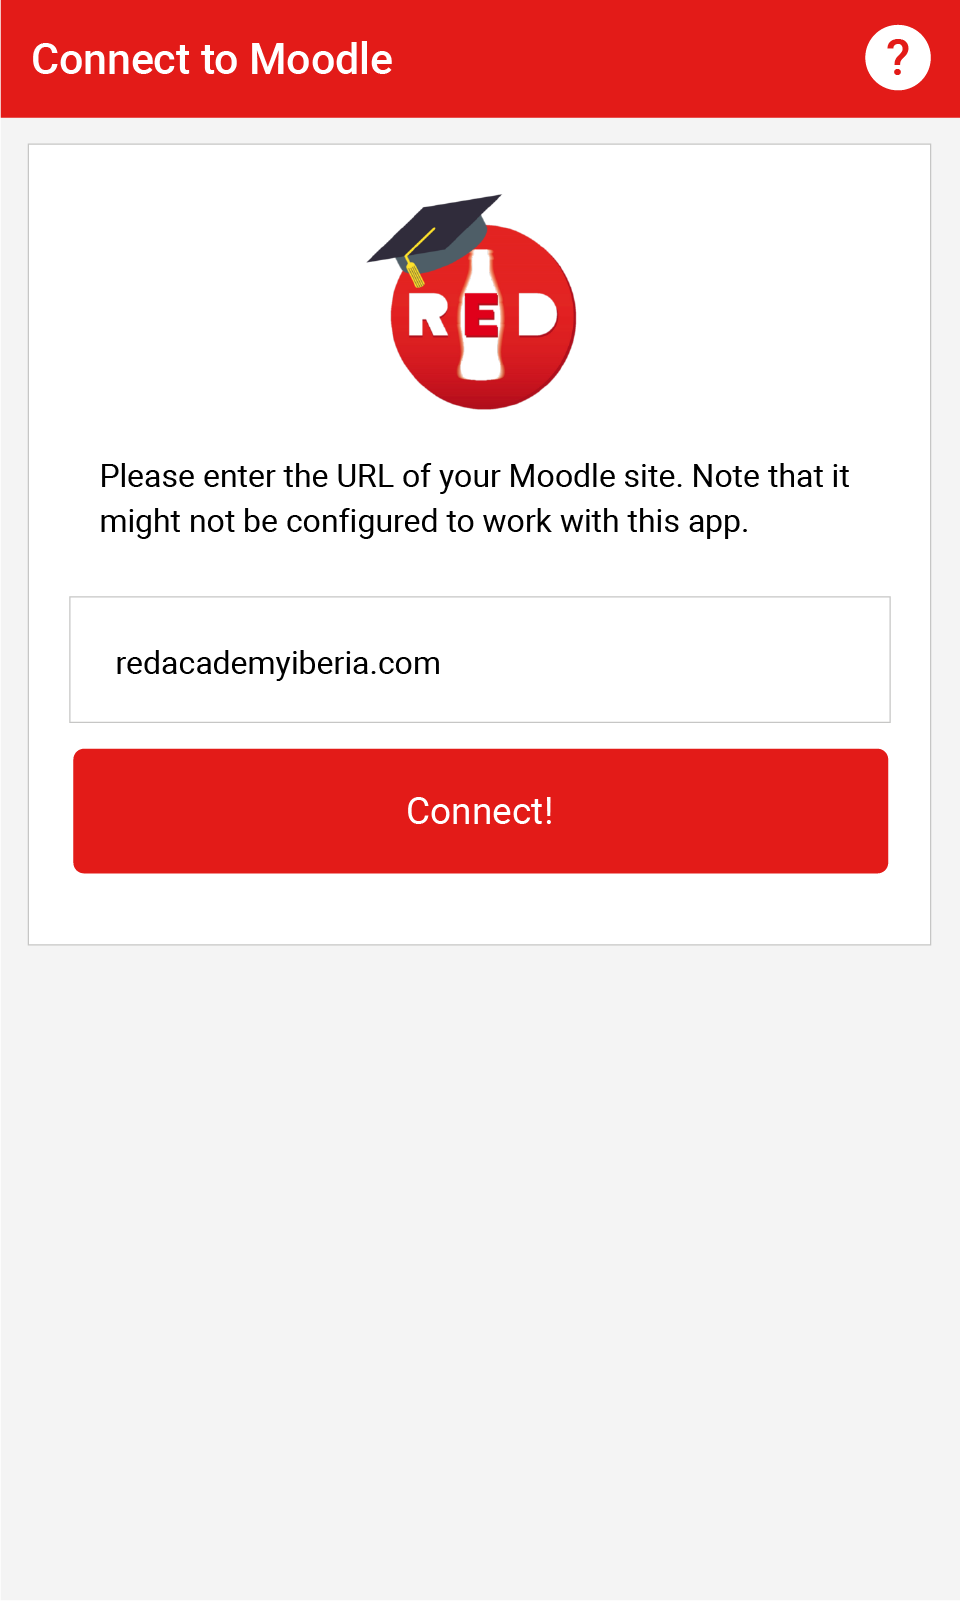 Connect to Moodle ?
RED
Please enter the URL of your Moodle site. Note that it
might not be configured to work with this app.
redacademyiberia.com
Connect!